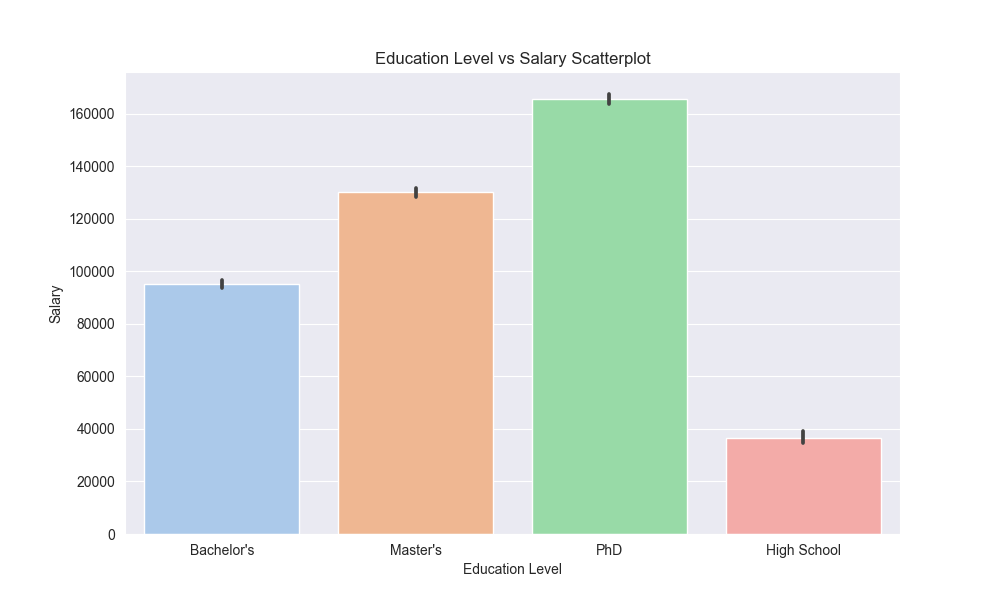 Education Level vs Salary Scatterplot
160000
140000
120000
100000
80000
60000
40000
20000
0
Salary
Bachelor's Master's PhD High School
Education Level